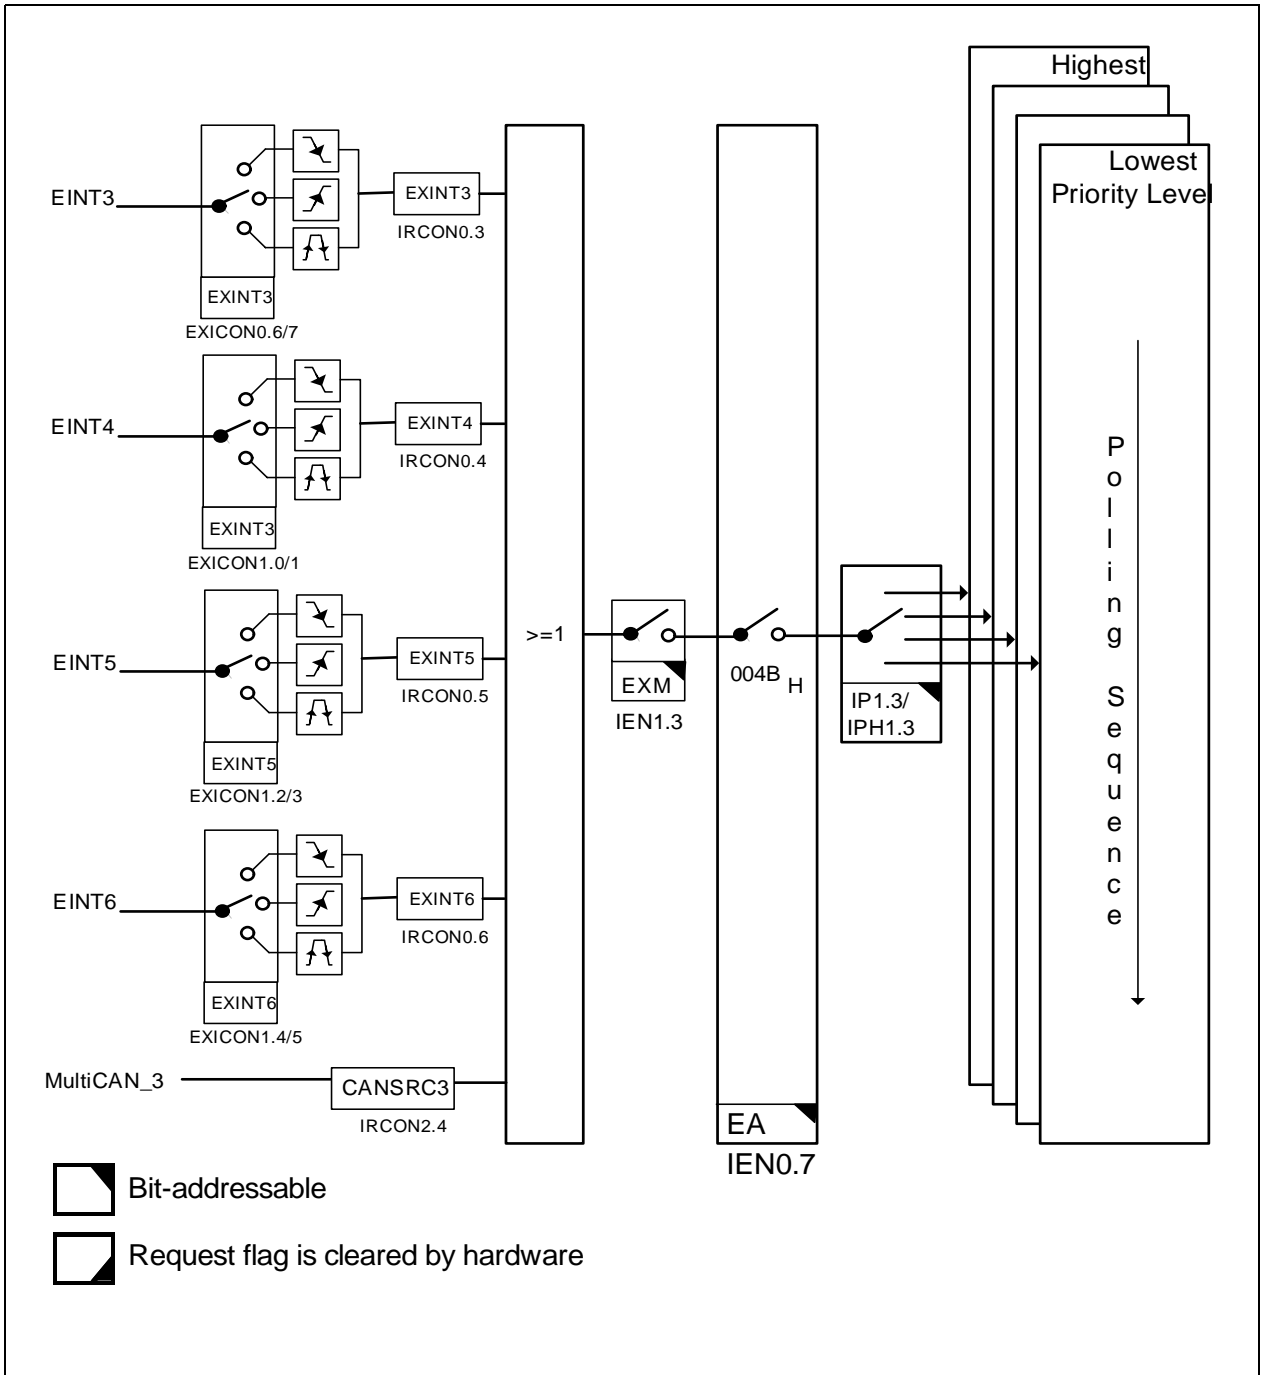 Highest
Lowest
Priority Level
EINT3
EXINT3
IRCON0.3
EXINT3
EXICON0.6/7
EINT4
EXINT4
IRCON0.4
EXINT3
EXICON1.0/1
EINT5
EXINT5
IRCON0.5
EXINT5
EXICON1.2/3
EINT6
EXINT6
IRCON0.6
EXINT6
EXICON1.4/5
MultiCAN_3
CANSRC3
IRCON2.4
>=1
EXM
IEN1.3
004B H
EA
IEN0.7
IP1.3/
IPH1.3
Polling Sequence
Bit-addressable
Request flag is cleared by hardware